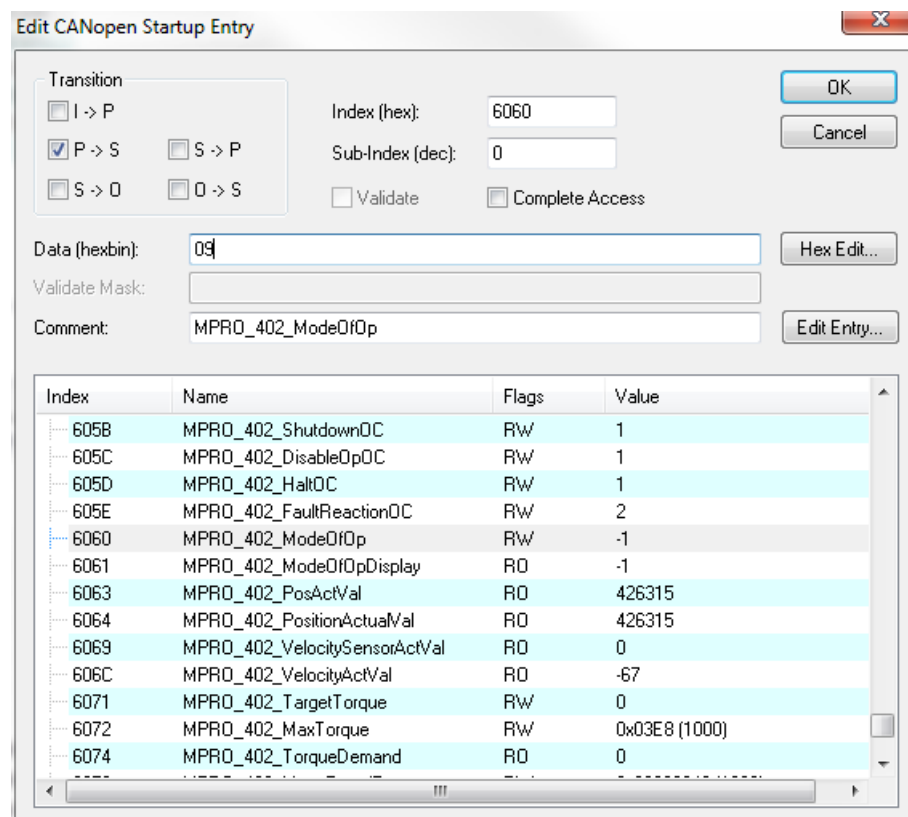 Edit CANopen Startup Entry
x
Transition
I -> P
P -> S
S -> P
S -> O
O -> S
Index (hex):
6060
Sub-Index (dec):
0
Validate
Complete Access
OK
Cancel
Data (hexbin):
09
Hex Edit...
Validate Mask:
Comment:
MPRO_402_ModeOfOp
Edit Entry...
Index Name Flags Value
605B MPRO_402_ShutdownOC RW 1
605C MPRO_402_DisableOpOC RW 1
605D MPRO_402_HaltOC RW 1
605E MPRO_402_FaultReactionOC RW 2
6060 MPRO_402_ModeOfOp RW -1
6061 MPRO_402_ModeOfOpDisplay RO -1
6063 MPRO_402_PosActVal RO 426315
6064 MPRO_402_PositionActualVal RO 426315
6069 MPRO_402_VelocitySensorActVal RO 0
606C MPRO_402_VelocityActVal RO -67
6071 MPRO_402_TargetTorque RW 0
6072 MPRO_402_MaxTorque RW 0x03E8 (1000)
6074 MPRO_402_TorqueDemand RO 0